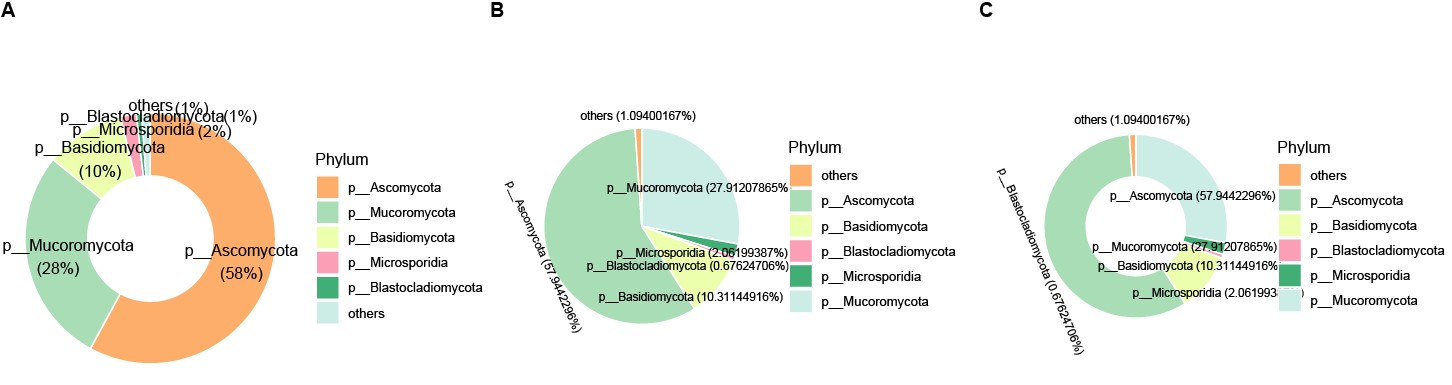 A
others (1%)
p__Blastocladiomycota(1%)
p__Microsporidia (2%)
p__Basidiomycota
(10%)
p__Mucoromycota
(28%)
p__Ascomycota
(58%)
Phylum
p__Ascomycota
p__Mucoromycota
p__Basidiomycota
p__Microsporidia
p__Blastocladiomycota
others
B
others (1.09400167%)
p__Mucoromycota (27.91207865%
p__Ascomycota (57.9442296%)
p__Microsporidia (2.06199387%)
p__Blastocladiomycota (0.67624706%)
p__Basidiomycota (10.31144916%)
Phylum
others
p__Ascomycota
p__Basidiomycota
p__Blastocladiomycota
p__Microsporidia
p__Mucoromycota
C
others (1.09400167%)
p__Ascomycota (57.9442296%)
p__Blastocladiomycota (0.67624706%)
p__Mucoromycota (27.91207865%)
p__Basidiomycota (10.31144916%
p__Microsporidia (2.061993
Phylum
others
p__Ascomycota
p__Basidiomycota
p__Blastocladiomycota
p__Microsporidia
p__Mucoromycota